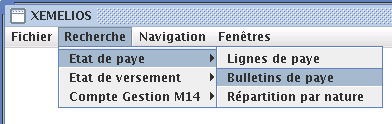 XEMELIOS
Fichier Recherche Navigation Fenêtres
Etat de paye Lignes de paye
Etat de versement Bulletins de paye
Compte Gestion M14 Répartition par nature